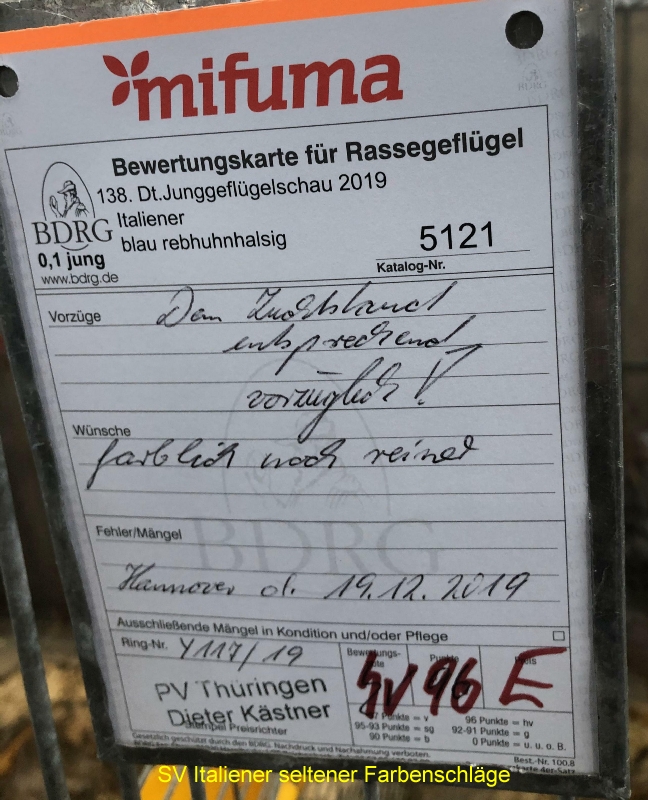 mifuma
Bewertungskarte für Rassegeflügel
138. Dt.Junggeflügelschau 2019
Italiener
blau rebhuhnhalsig
BDRG
0,1 jung
www.bdrg.de
5121
Katalog-Nr.
Vorzüge Dem Zuchtstand
entsprechend
vorzüglich!
Wünsche
farblich noch reiner
BDRG
Fehler/Mängel
Hannover d. 19.12.2019
Ausschließende Mängel in Kondition und/oder Pflege
Ring-Nr. Y117/19
PV Thüringen
Dieter Kästner
Stempel Preisrichter
Bewertungs-
hv 96 E
97 Punkte = v 96 Punkte = hv
95-93 Punkte = sg 92-91 Punkte = g
90 Punkte = b 0 Punkte = u. u. o. B.
Gesetzlich geschützt durch den BDRG. Nachdruck und Nachahmung verboten.
Best.-Nr. 100.8
SV Italiener seltener Farbenschläge